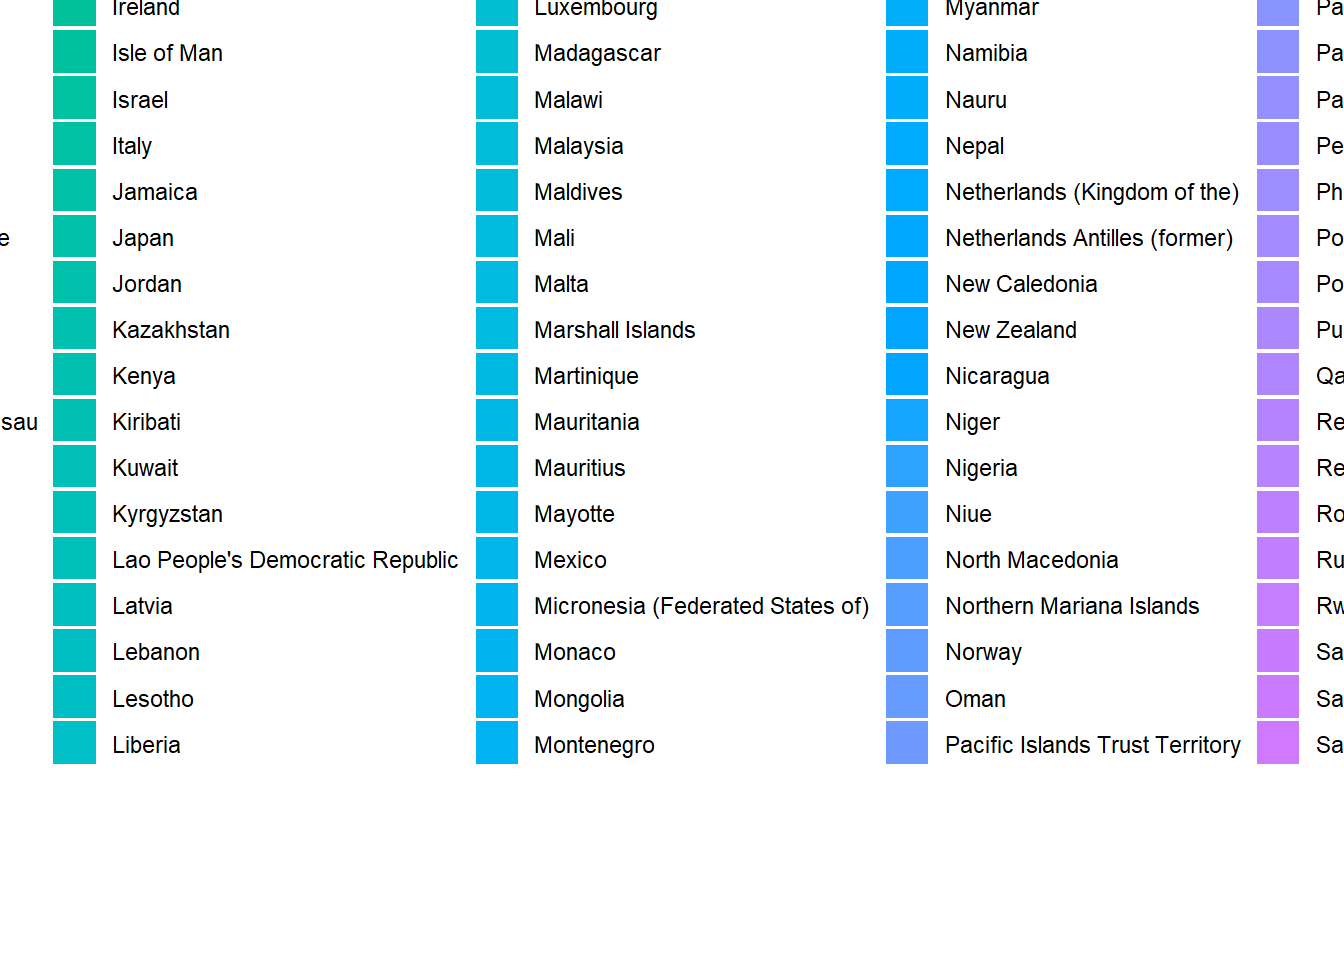 Ireland
Isle of Man
Israel
Italy
Jamaica
Japan
Jordan
Kazakhstan
Kenya
Kiribati
Kuwait
Kyrgyzstan
Lao People's Democratic Republic
Latvia
Lebanon
Lesotho
Liberia
Luxembourg
Madagascar
Malawi
Malaysia
Maldives
Mali
Malta
Marshall Islands
Martinique
Mauritania
Mauritius
Mayotte
Mexico
Micronesia (Federated States of)
Monaco
Mongolia
Montenegro
Myanmar
Namibia
Nauru
Nepal
Netherlands (Kingdom of the)
Netherlands Antilles (former)
New Caledonia
New Zealand
Nicaragua
Niger
Nigeria
Niue
North Macedonia
Northern Mariana Islands
Norway
Oman
Pacific Islands Trust Territory